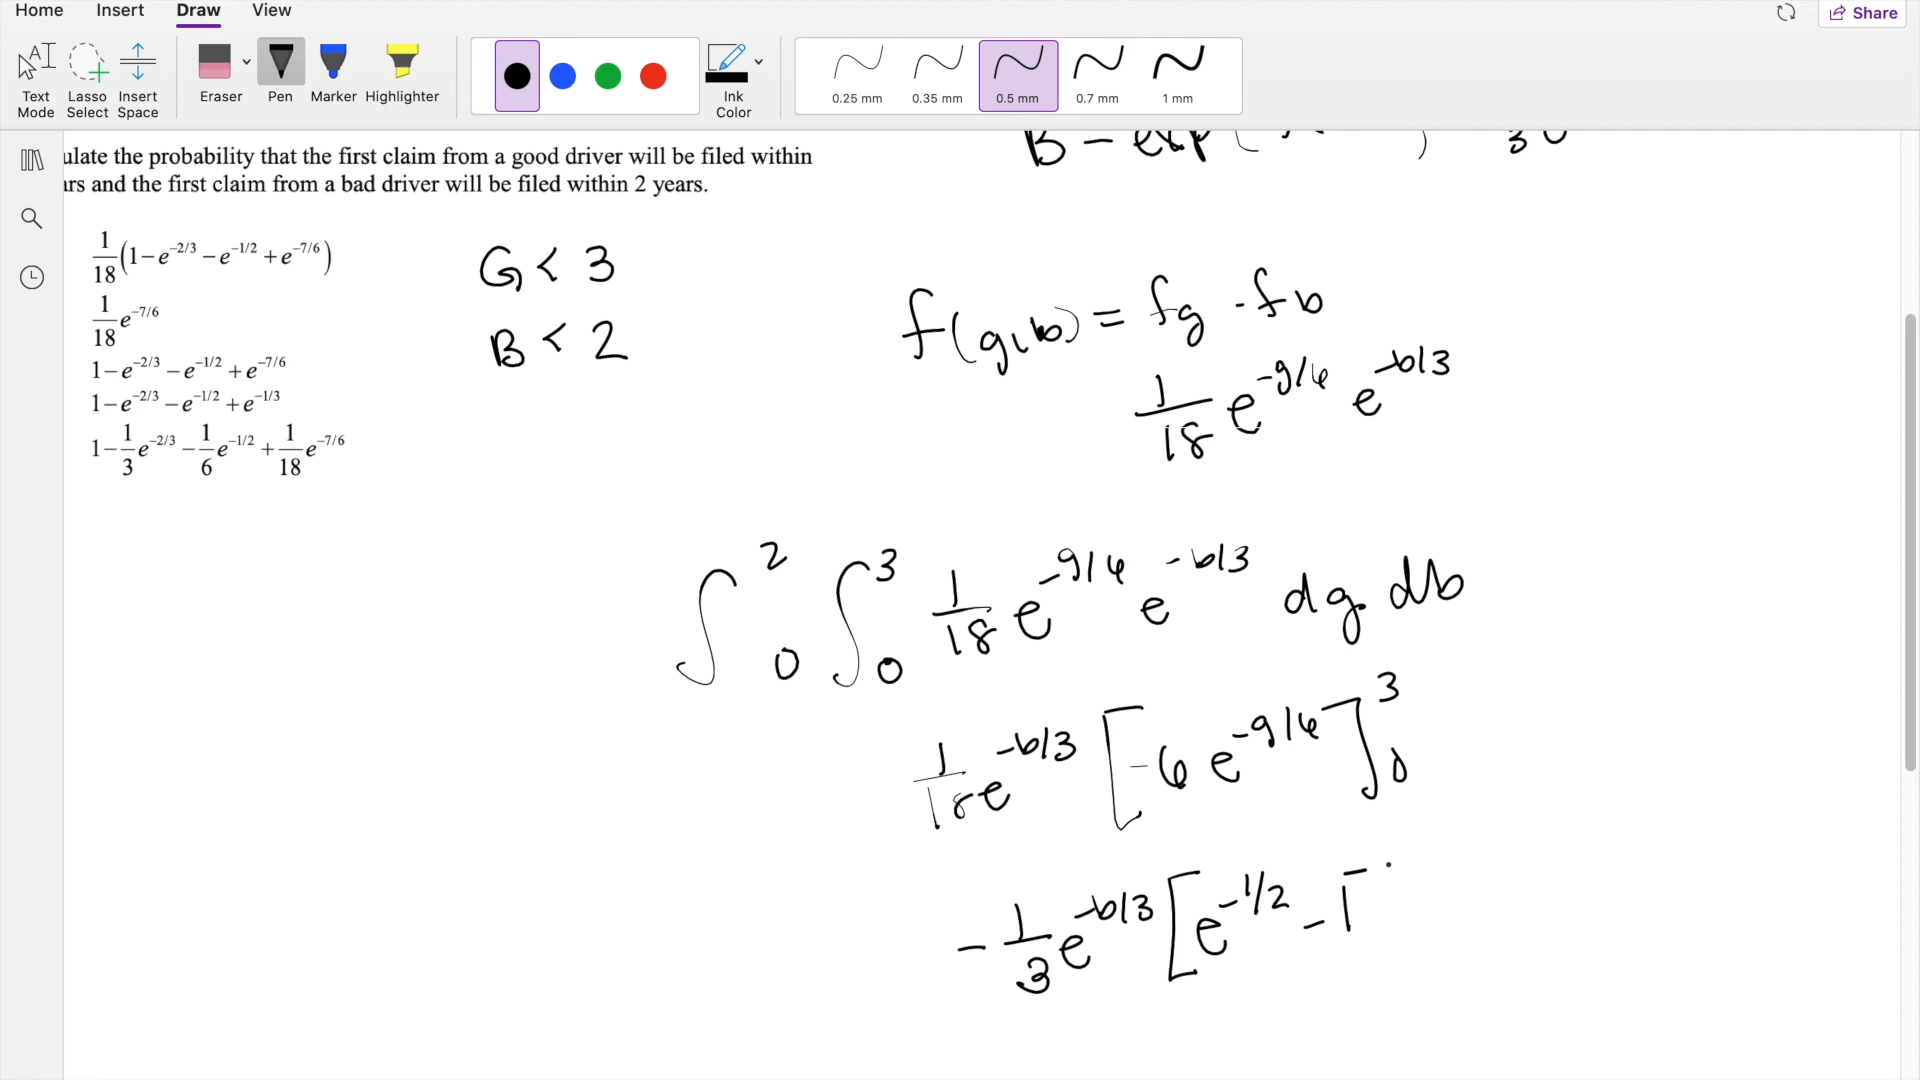 Home Insert Draw View Share
Text Mode Lasso Select Insert Space Eraser Pen Marker Highlighter Ink Color 0.25 mm 0.35 mm 0.5 mm 0.7 mm 1 mm
ulate the probability that the first claim from a good driver will be filed within
rs and the first claim from a bad driver will be filed within 2 years.
B - exp
1/18 (1 − e^{−2/3} − e^{−1/2} + e^{−7/6})
1/18 e^{−7/6}
1 − e^{−2/3} − e^{−1/2} + e^{−7/6}
1 − e^{−2/3} − e^{−1/2} + e^{−1/3}
1 − 1/3 e^{−2/3} − 1/6 e^{−1/2} + 1/18 e^{−7/6}
G < 3
B < 2
f(g,b) = fg · fb
1/18 e^{-g/6} e^{-b/3}
∫_0^2 ∫_0^3 1/18 e^{-g/6} e^{-b/3} dg db
1/18 e^{-b/3} [-6 e^{-g/6}]_0^3
- 1/3 e^{-b/3} [e^{-1/2} - 1